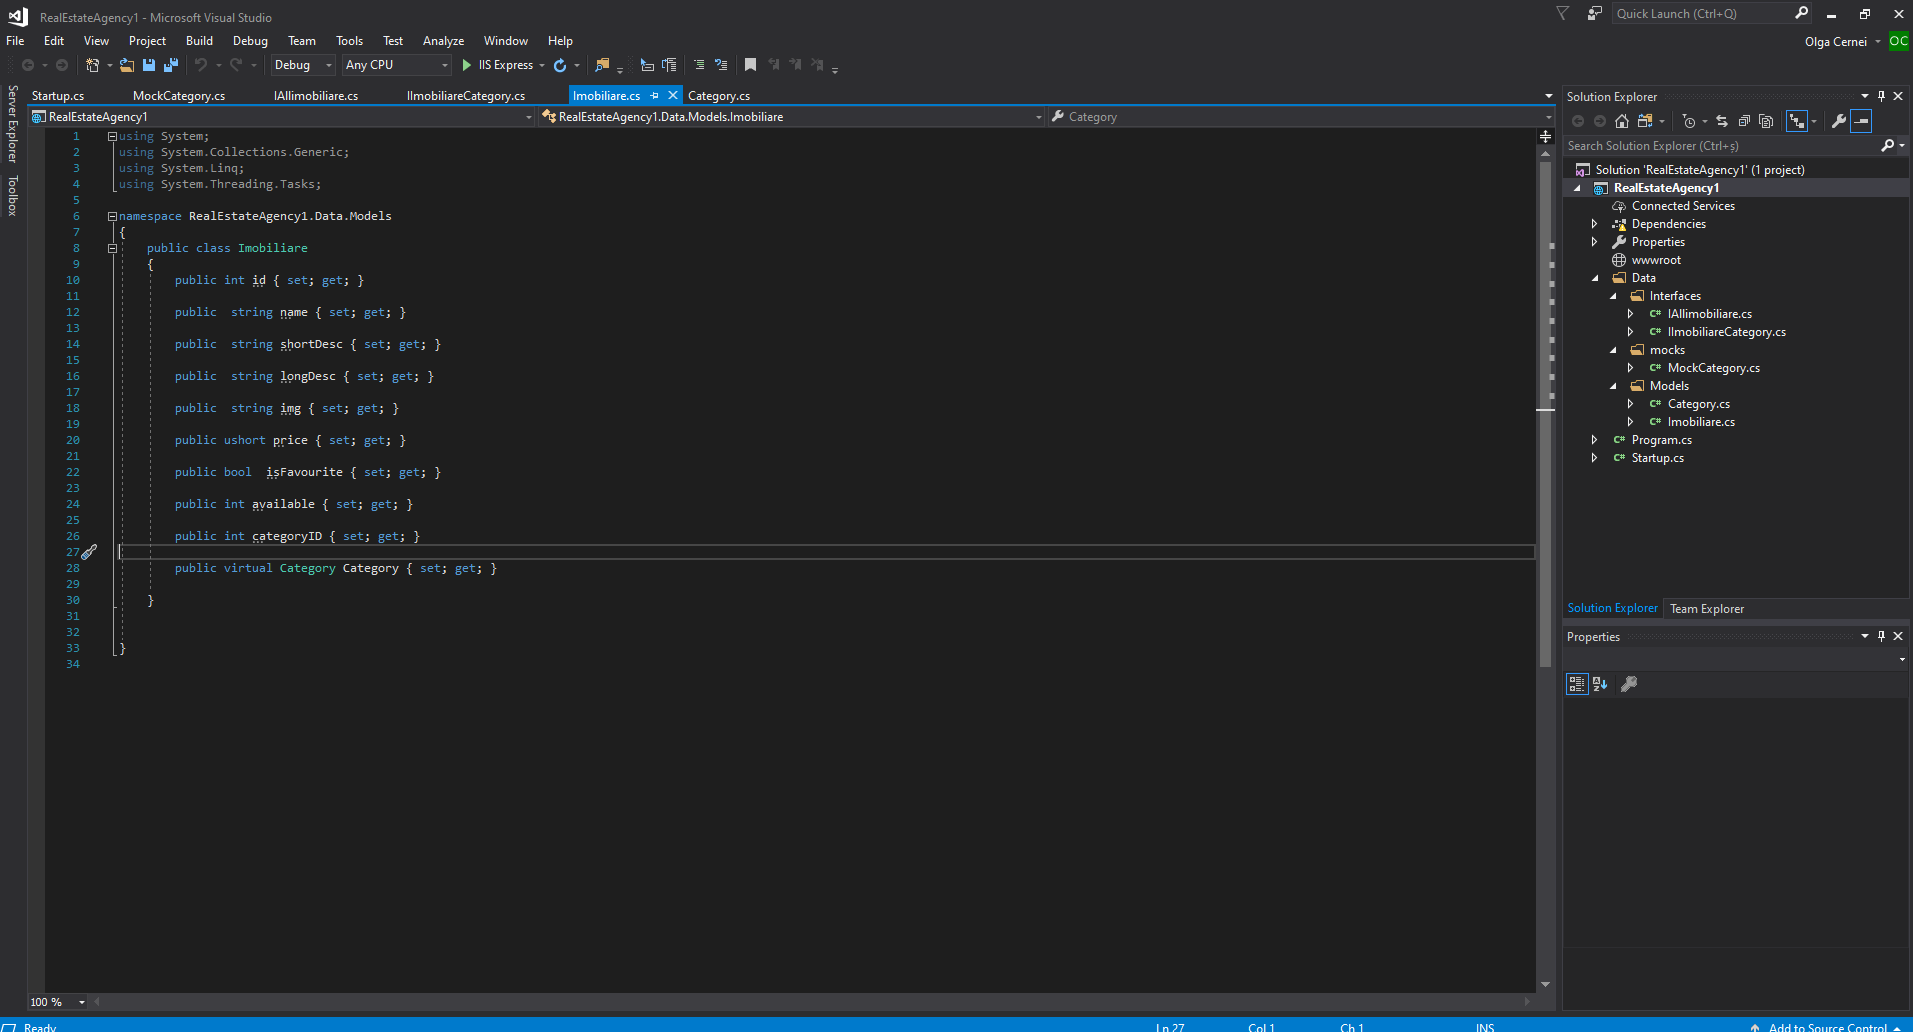 RealEstateAgency1 - Microsoft Visual Studio
Quick Launch (Ctrl+Q)
File Edit View Project Build Debug Team Tools Test Analyze Window Help
Olga Cernei OC
Debug Any CPU IIS Express
Server Explorer
Toolbox
Startup.cs MockCategory.cs IAllimobiliare.cs IImobiliareCategory.cs Imobiliare.cs Category.cs
RealEstateAgency1 RealEstateAgency1.Data.Models.Imobiliare Category
1 using System;
2 using System.Collections.Generic;
3 using System.Linq;
4 using System.Threading.Tasks;
5
6 namespace RealEstateAgency1.Data.Models
7 {
8 public class Imobiliare
9 {
10 public int id { set; get; }
11
12 public  string name { set; get; }
13
14 public  string shortDesc { set; get; }
15
16 public  string longDesc { set; get; }
17
18 public  string img { set; get; }
19
20 public ushort price { set; get; }
21
22 public bool  isFavourite { set; get; }
23
24 public int available { set; get; }
25
26 public int categoryID { set; get; }
27
28 public virtual Category Category { set; get; }
29
30 }
31
32
33 }
34
100 %
Solution Explorer
Search Solution Explorer (Ctrl+ş)
Solution 'RealEstateAgency1' (1 project)
RealEstateAgency1
Connected Services
Dependencies
Properties
wwwroot
Data
Interfaces
C# IAllimobiliare.cs
C# IImobiliareCategory.cs
mocks
C# MockCategory.cs
Models
C# Category.cs
C# Imobiliare.cs
C# Program.cs
C# Startup.cs
Solution Explorer Team Explorer
Properties
Ready Ln 27 Col 1 Ch 1 INS Add to Source Control